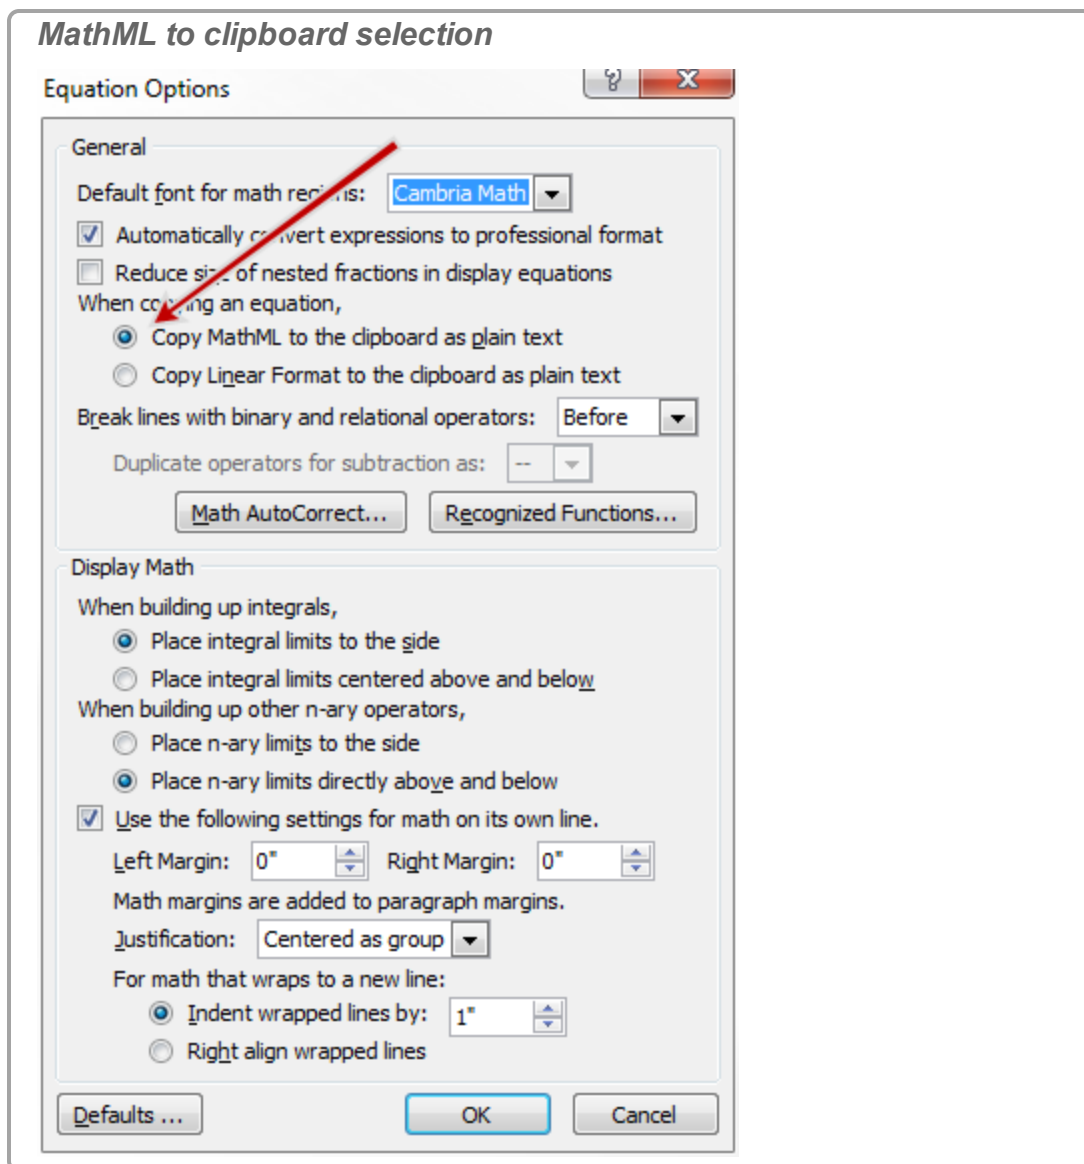 MathML to clipboard selection
Equation Options
General
Default font for math regions: Cambria Math
Automatically convert expressions to professional format
Reduce size of nested fractions in display equations
When copying an equation,
Copy MathML to the clipboard as plain text
Copy Linear Format to the clipboard as plain text
Break lines with binary and relational operators: Before
Duplicate operators for subtraction as: --
Math AutoCorrect... Recognized Functions...
Display Math
When building up integrals,
Place integral limits to the side
Place integral limits centered above and below
When building up other n-ary operators,
Place n-ary limits to the side
Place n-ary limits directly above and below
Use the following settings for math on its own line.
Left Margin: 0" Right Margin: 0"
Math margins are added to paragraph margins.
Justification: Centered as group
For math that wraps to a new line:
Indent wrapped lines by: 1"
Right align wrapped lines
Defaults ... OK Cancel